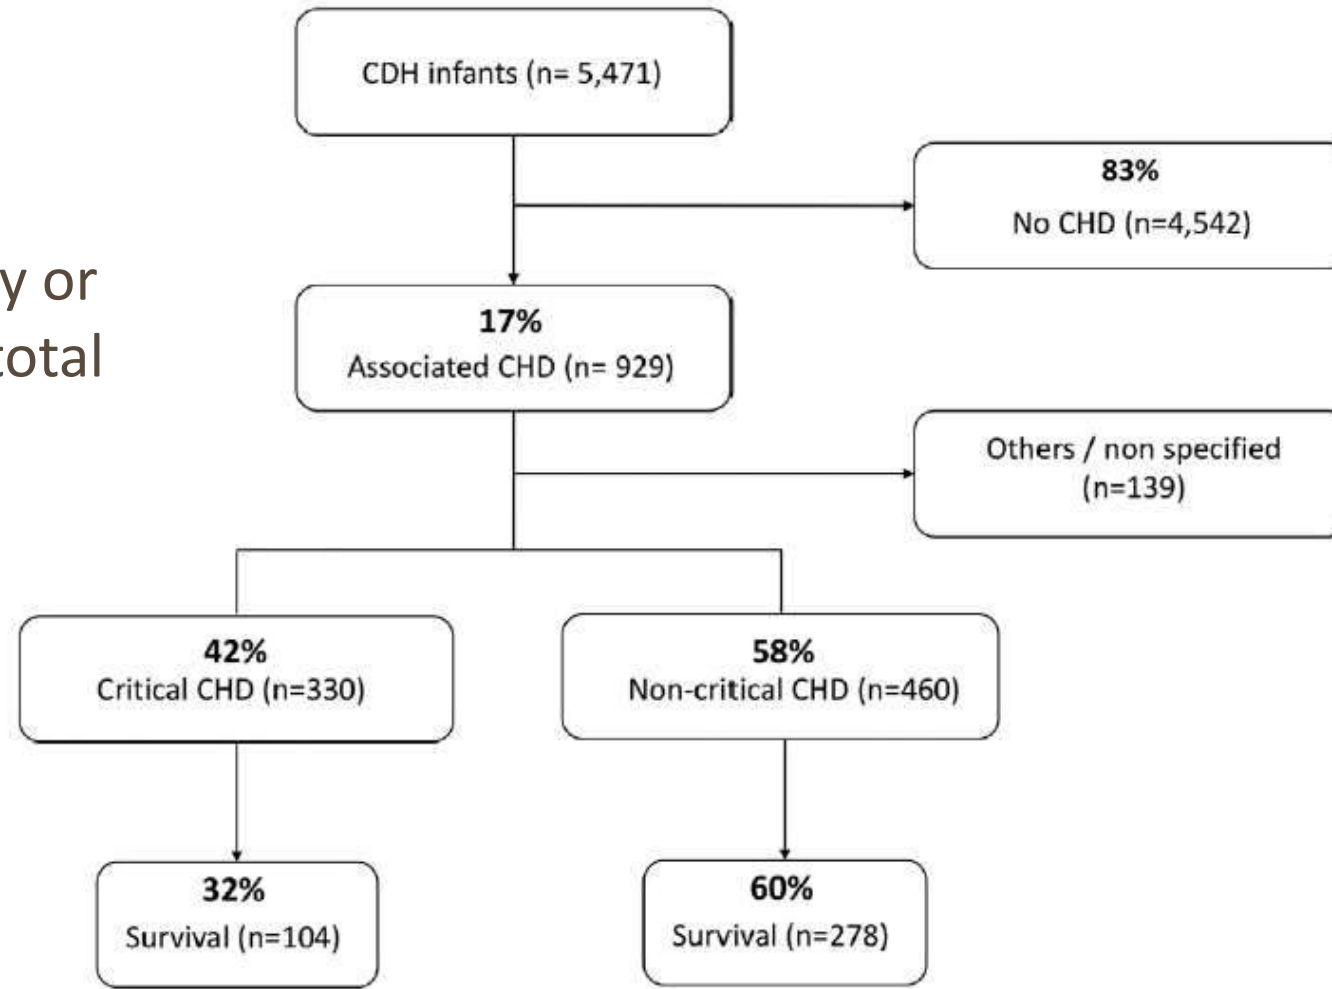 CDH infants (n= 5,471)
83%
No CHD (n=4,542)
y or
total
17%
Associated CHD (n= 929)
Others / non specified
(n=139)
42%
Critical CHD (n=330)
58%
Non-critical CHD (n=460)
32%
Survival (n=104)
60%
Survival (n=278)